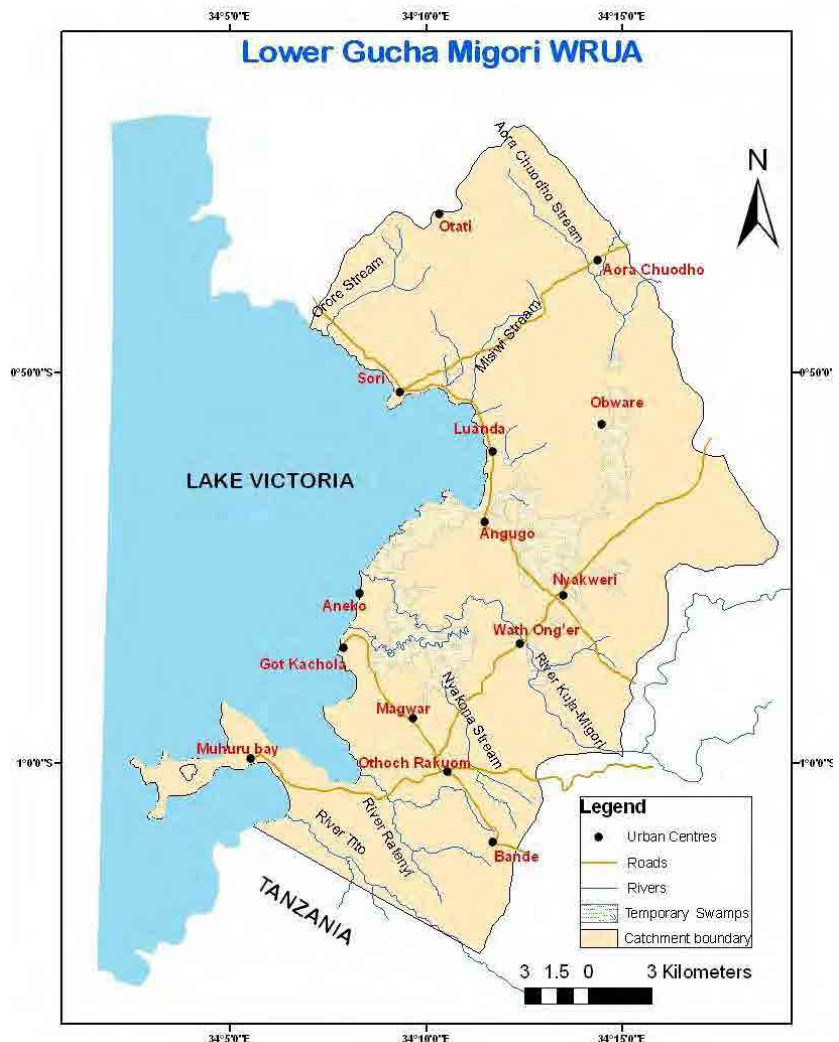 34°5'0"E 34°10'0"E 34°15'0"E
Lower Gucha Migori WRUA
N
Aora Chuodho Stream
Otati
Aora Chuodho
Orore Stream
Misiwi Stream
0°50'0"S 0°50'0"S
Sori
Obware
Luanda
LAKE VICTORIA
Angugo
Nyakweri
Aneko
Wath Ong'er
Got Kachola
River Kuja-Migori
Nyakona Stream
Magwar
Muhuru bay
1°0'0"S 1°0'0"S
Othoch Rakuom
River Tito
River Ratenyi
Bande
TANZANIA
Legend
Urban Centres
Roads
Rivers
Temporary Swamps
Catchment boundary
3 1.5 0 3 Kilometers
34°5'0"E 34°10'0"E 34°15'0"E